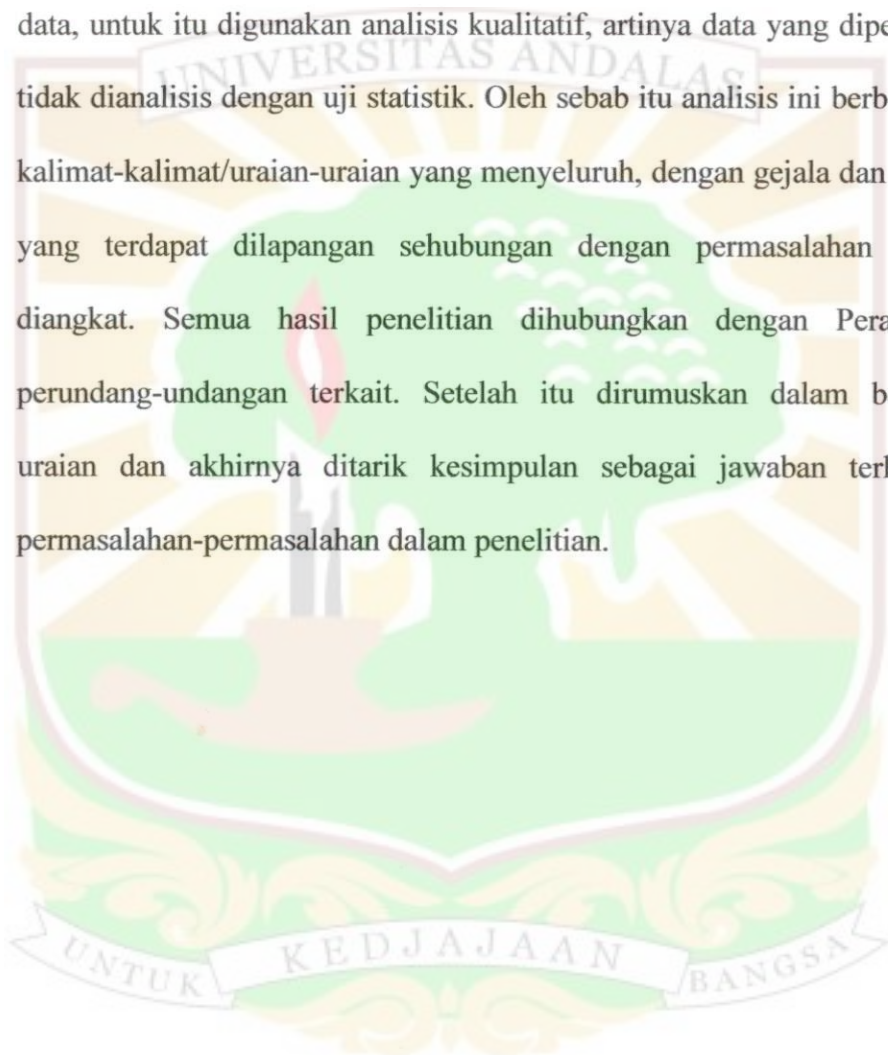 data, untuk itu digunakan analisis kualitatif, artinya data yang dipe
UNIVERSITAS ANDALAS
tidak dianalisis dengan uji statistik. Oleh sebab itu analisis ini berb
kalimat-kalimat/uraian-uraian yang menyeluruh, dengan gejala dan
yang terdapat dilapangan sehubungan dengan permasalahan
diangkat. Semua hasil penelitian dihubungkan dengan Pera
perundang-undangan terkait. Setelah itu dirumuskan dalam b
uraian dan akhirnya ditarik kesimpulan sebagai jawaban ter
permasalahan-permasalahan dalam penelitian.
UNTUK KEDJAJAAN BANGSA